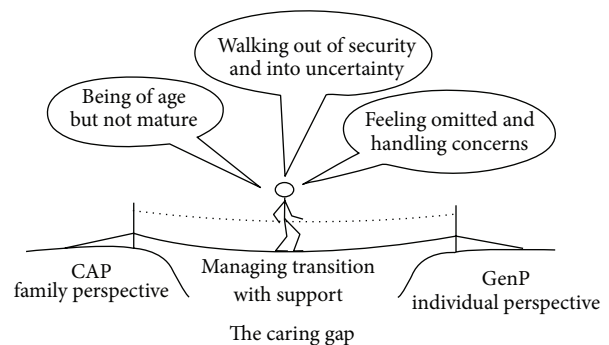 Walking out of security
and into uncertainty
Being of age
but not mature
Feeling omitted and
handling concerns
CAP
family perspective
Managing transition
with support
GenP
individual perspective
The caring gap